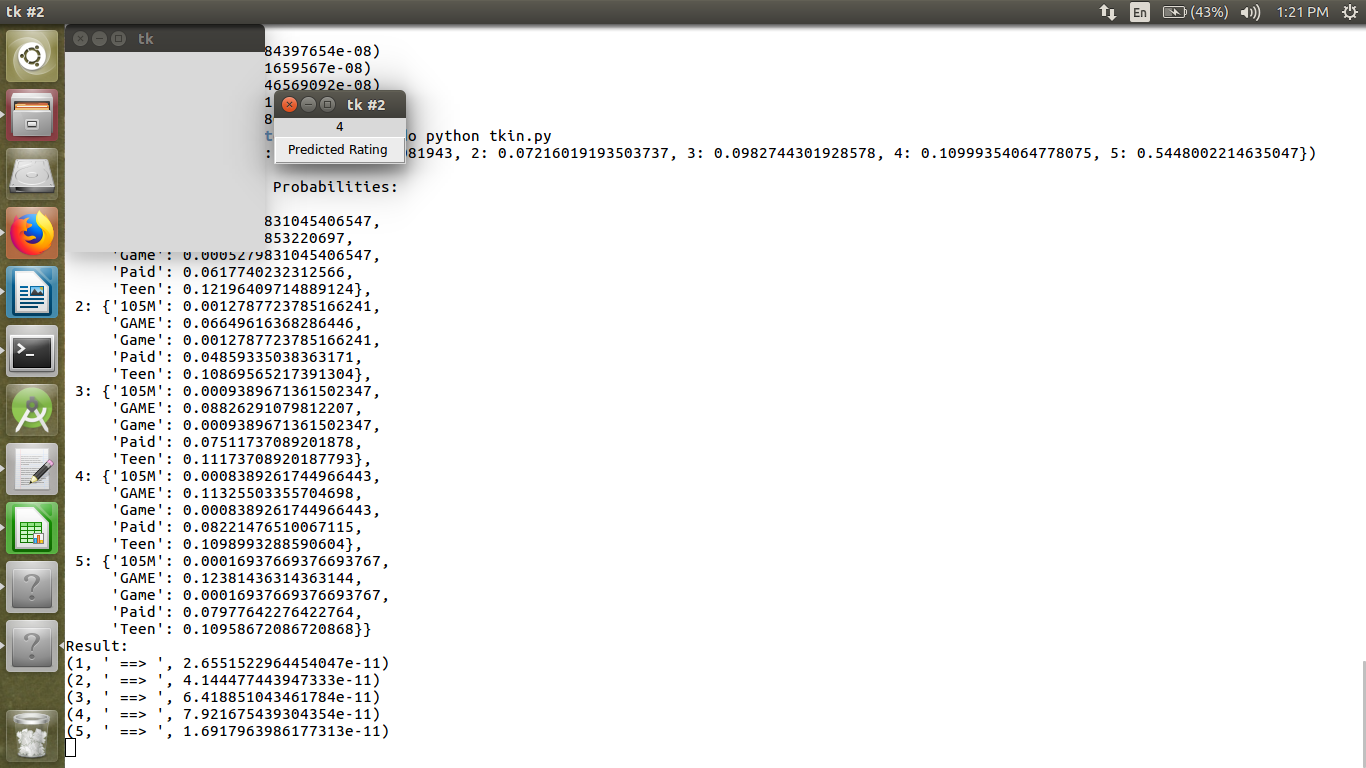 tk #2
En
(43%)
1:21 PM
tk
84397654e-08)
1659567e-08)
46569092e-08)
tk #2
4
Predicted Rating
python tkin.py
081943, 2: 0.07216019193503737, 3: 0.0982744301928578, 4: 0.10999354064778075, 5: 0.5448002214635047})
Probabilities:
831045406547,
853220697,
'Game': 0.0005279831045406547,
'Paid': 0.0617740232312566,
'Teen': 0.12196409714889124},
2: {'105M': 0.0012787723785166241,
'GAME': 0.06649616368286446,
'Game': 0.0012787723785166241,
'Paid': 0.04859335038363171,
'Teen': 0.10869565217391304},
3: {'105M': 0.0009389671361502347,
'GAME': 0.08826291079812207,
'Game': 0.0009389671361502347,
'Paid': 0.07511737089201878,
'Teen': 0.11173708920187793},
4: {'105M': 0.0008389261744966443,
'GAME': 0.11325503355704698,
'Game': 0.0008389261744966443,
'Paid': 0.08221476510067115,
'Teen': 0.1098993288590604},
5: {'105M': 0.00016937669376693767,
'GAME': 0.12381436314363144,
'Game': 0.00016937669376693767,
'Paid': 0.07977642276422764,
'Teen': 0.10958672086720868}}
Result:
(1, ' ==> ', 2.6551522964454047e-11)
(2, ' ==> ', 4.144477443947333e-11)
(3, ' ==> ', 6.418851043461784e-11)
(4, ' ==> ', 7.921675439304354e-11)
(5, ' ==> ', 1.6917963986177313e-11)